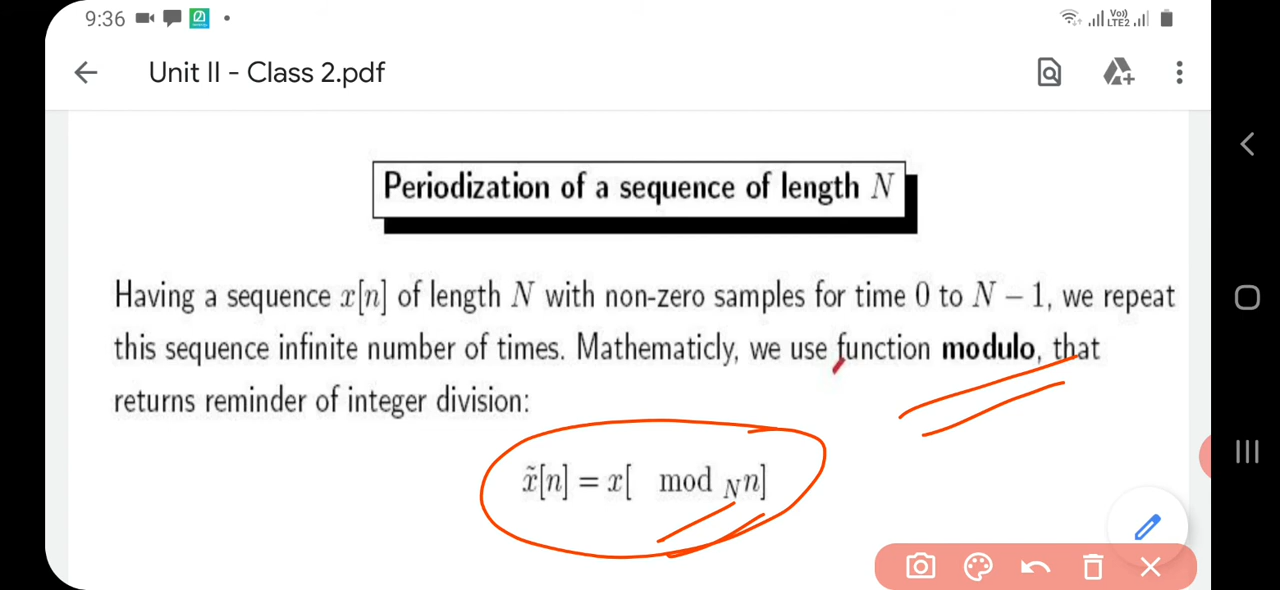 9:36 Vo)) LTE2
Unit II - Class 2.pdf
Periodization of a sequence of length N
Having a sequence x[n] of length N with non-zero samples for time 0 to N − 1, we repeat
this sequence infinite number of times. Mathematicly, we use function modulo, that
returns reminder of integer division:
x̃[n] = x[ mod N n]